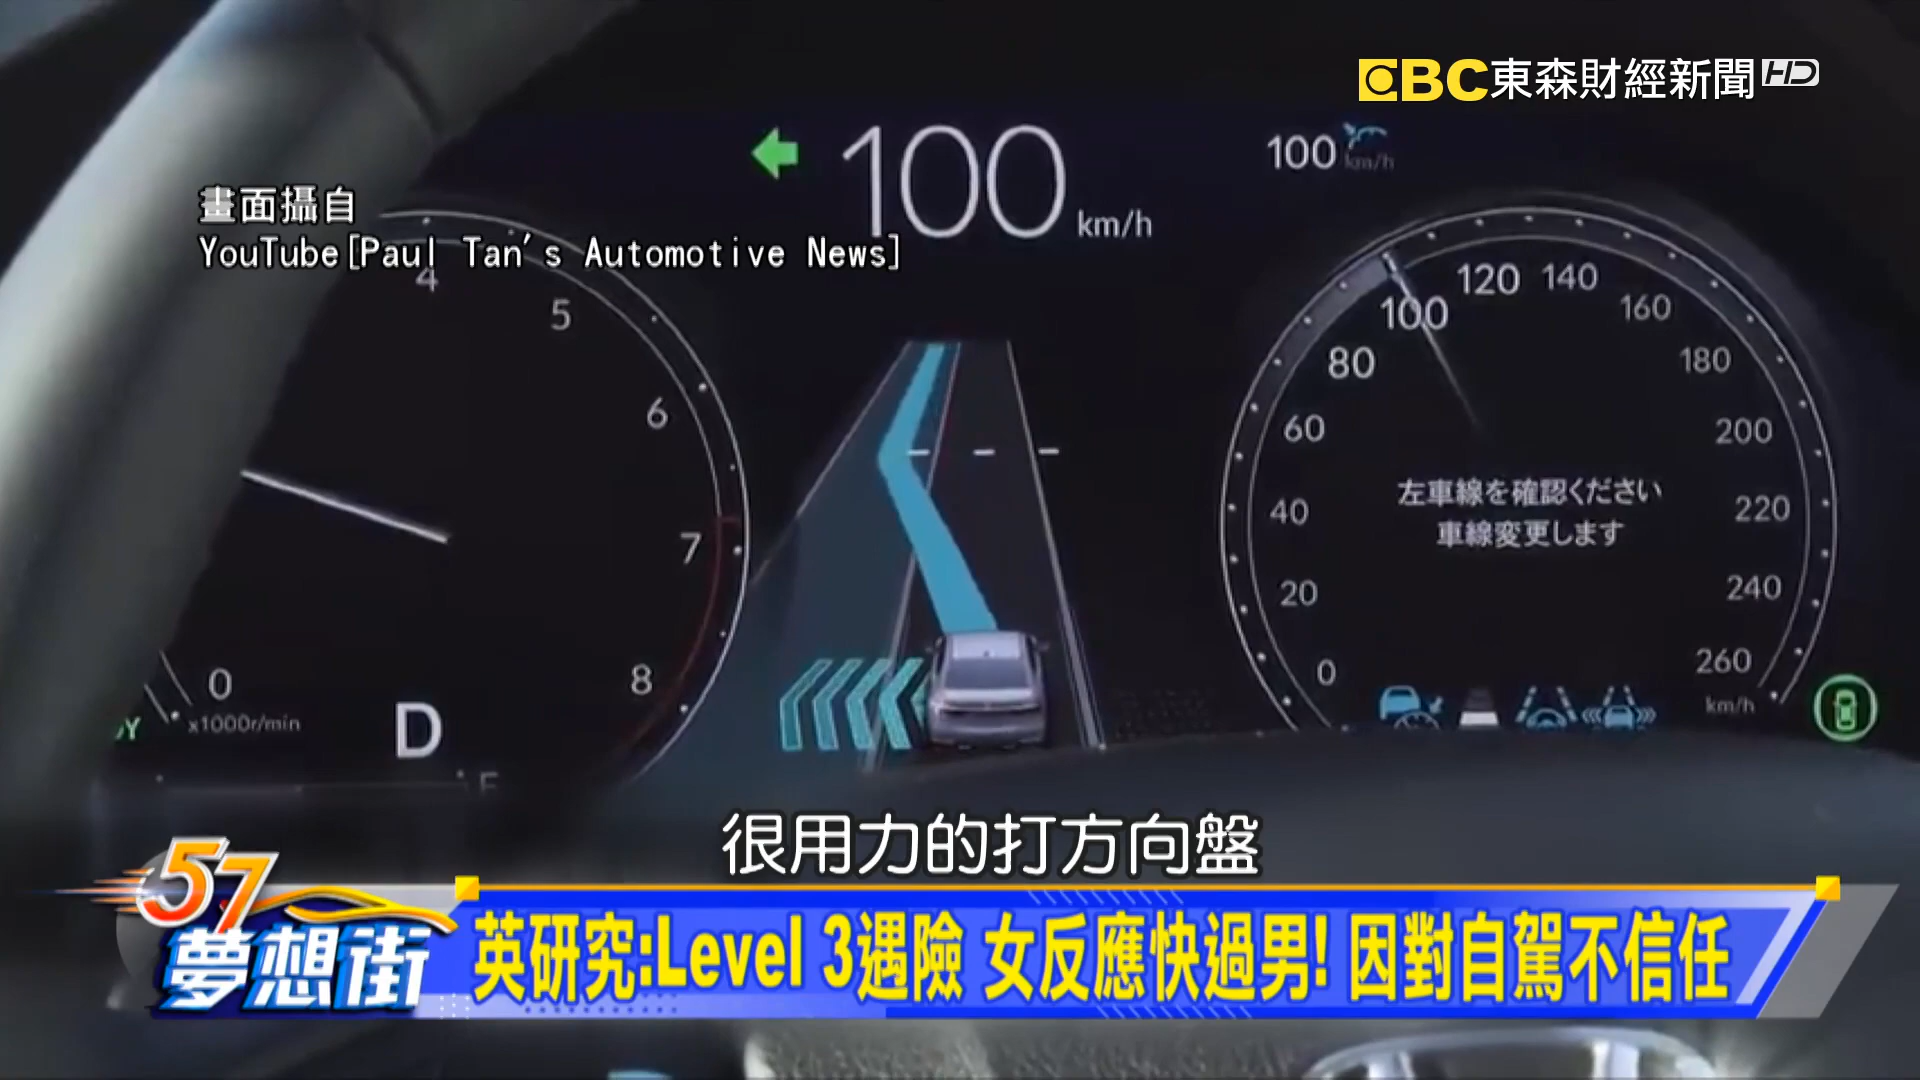 EBC東森財經新聞HD
100 km/h
100 km/h
畫面攝自
YouTube[Paul Tan's Automotive News]
4
5
6
7
8
0
x1000r/min
D
F
0
20
40
60
80
100
120
140
160
180
200
220
240
260
km/h
左車線を確認ください
車線変更します
很用力的打方向盤
57夢想街
英研究:Level 3遇險 女反應快過男! 因對自駕不信任